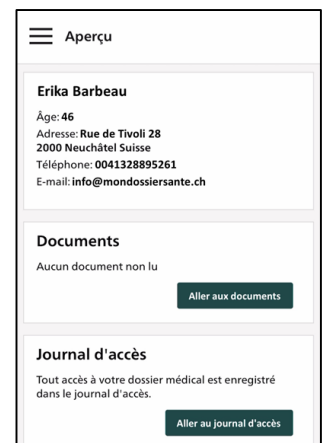 Aperçu
Erika Barbeau
Âge: 46
Adresse: Rue de Tivoli 28
2000 Neuchâtel Suisse
Téléphone: 0041328895261
E-mail: info@mondossiersante.ch
Documents
Aucun document non lu
Aller aux documents
Journal d'accès
Tout accès à votre dossier médical est enregistré
dans le journal d'accès.
Aller au journal d'accès